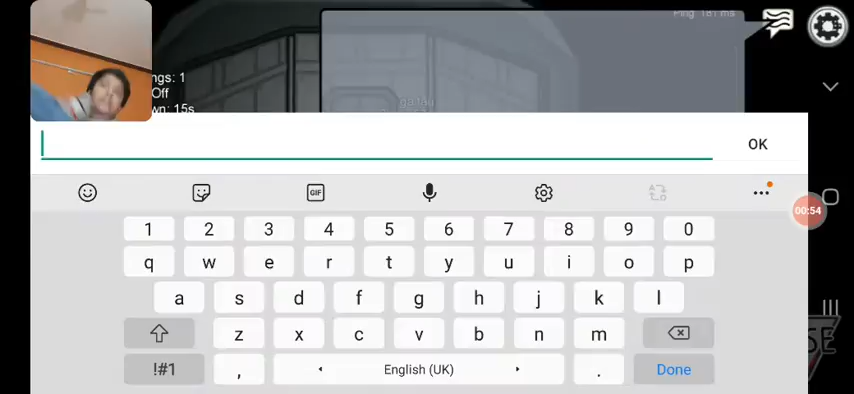 Ping: 181 ms
ngs: 1
Off
wn: 15s
OK
GIF
00:54
1 2 3 4 5 6 7 8 9 0
q w e r t y u i o p
a s d f g h j k l
z x c v b n m
!#1 , English (UK) . Done
SE